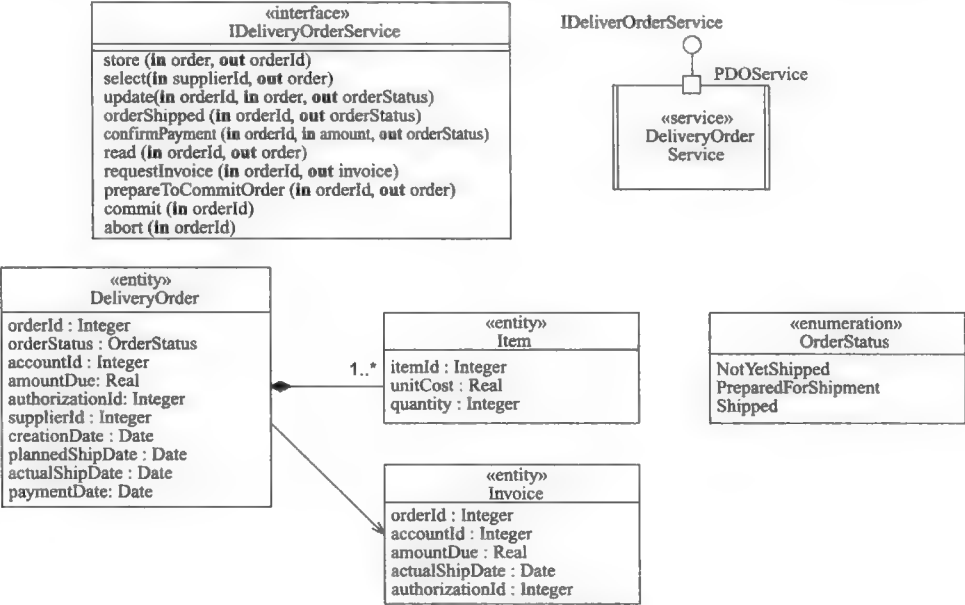 «interface»
IDeliveryOrderService
store (in order, out orderId)
select(in supplierId, out order)
update(in orderId, in order, out orderStatus)
orderShipped (in orderId, out orderStatus)
confirmPayment (in orderId, in amount, out orderStatus)
read (in orderId, out order)
requestInvoice (in orderId, out invoice)
prepareToCommitOrder (in orderId, out order)
commit (in orderId)
abort (in orderId)
IDeliverOrderService
PDOService
«service»
DeliveryOrder
Service
«entity»
DeliveryOrder
orderId : Integer
orderStatus : OrderStatus
accountId : Integer
amountDue: Real
authorizationId: Integer
supplierId : Integer
creationDate : Date
plannedShipDate : Date
actualShipDate : Date
paymentDate: Date
1..*
«entity»
Item
itemId : Integer
unitCost : Real
quantity : Integer
«enumeration»
OrderStatus
NotYetShipped
PreparedForShipment
Shipped
«entity»
Invoice
orderId : Integer
accountId : Integer
amountDue : Real
actualShipDate : Date
authorizationId : Integer